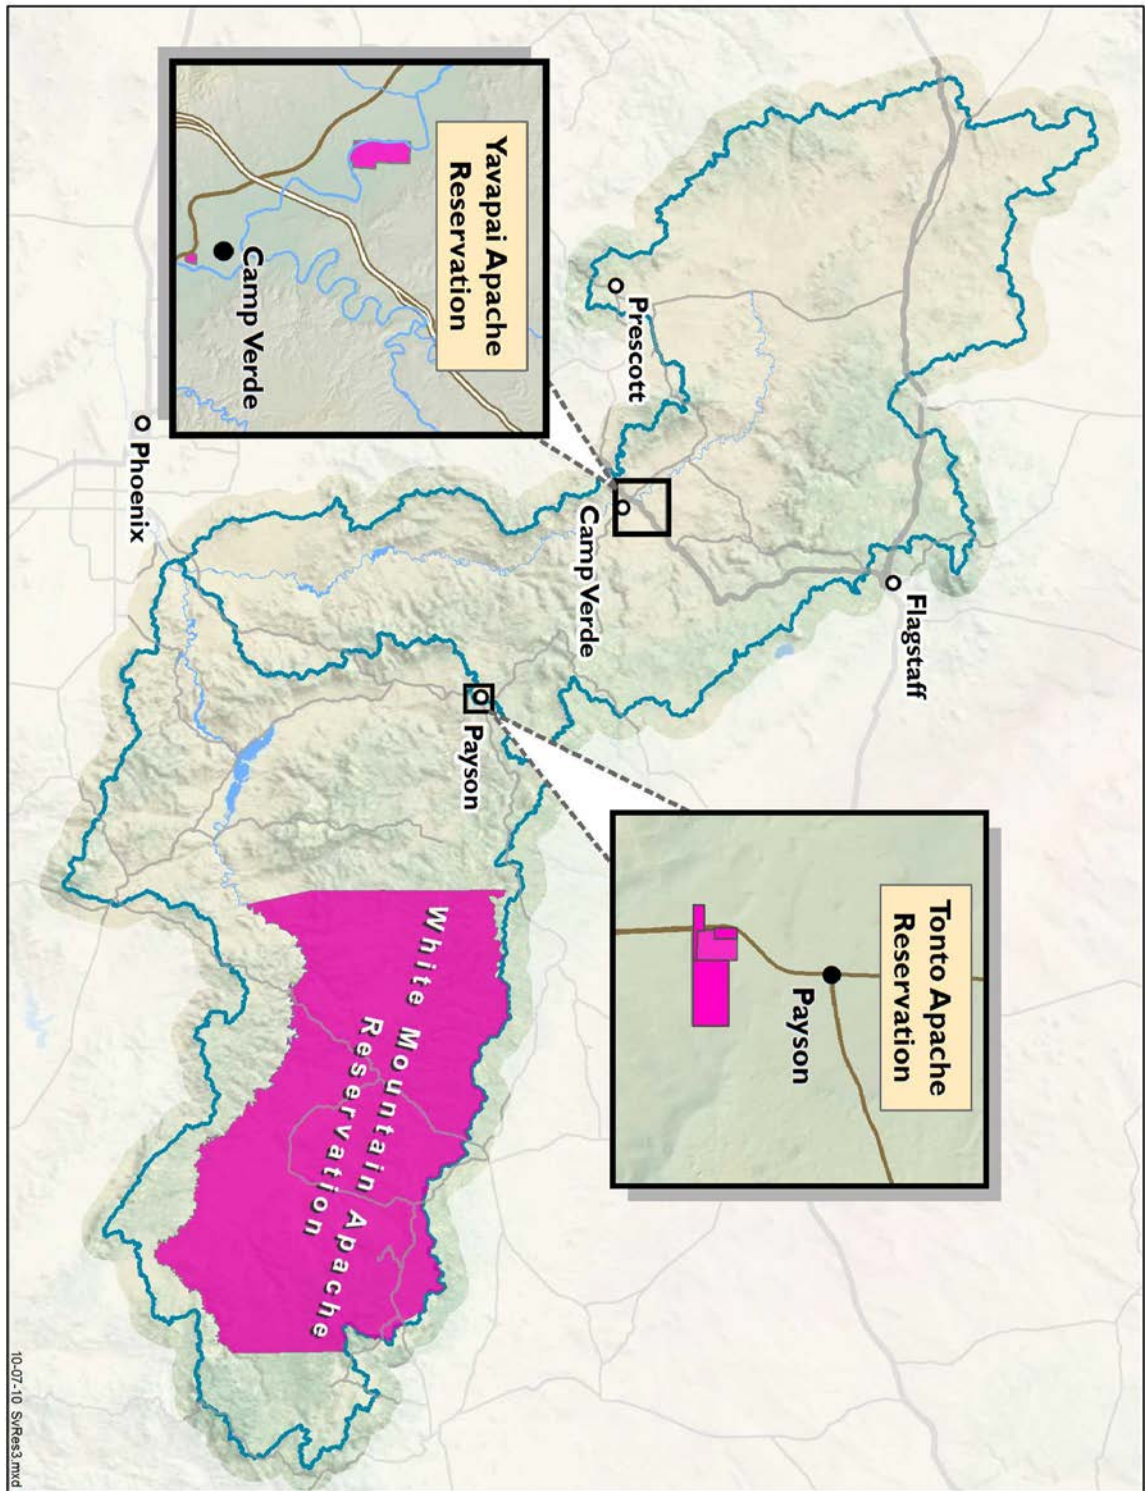 Yavapai Apache
Reservation
Camp Verde
Prescott
Flagstaff
Camp Verde
Phoenix
Payson
Tonto Apache
Reservation
Payson
White Mountain Apache
Reservation
10-07-10 SvRes3.mxd